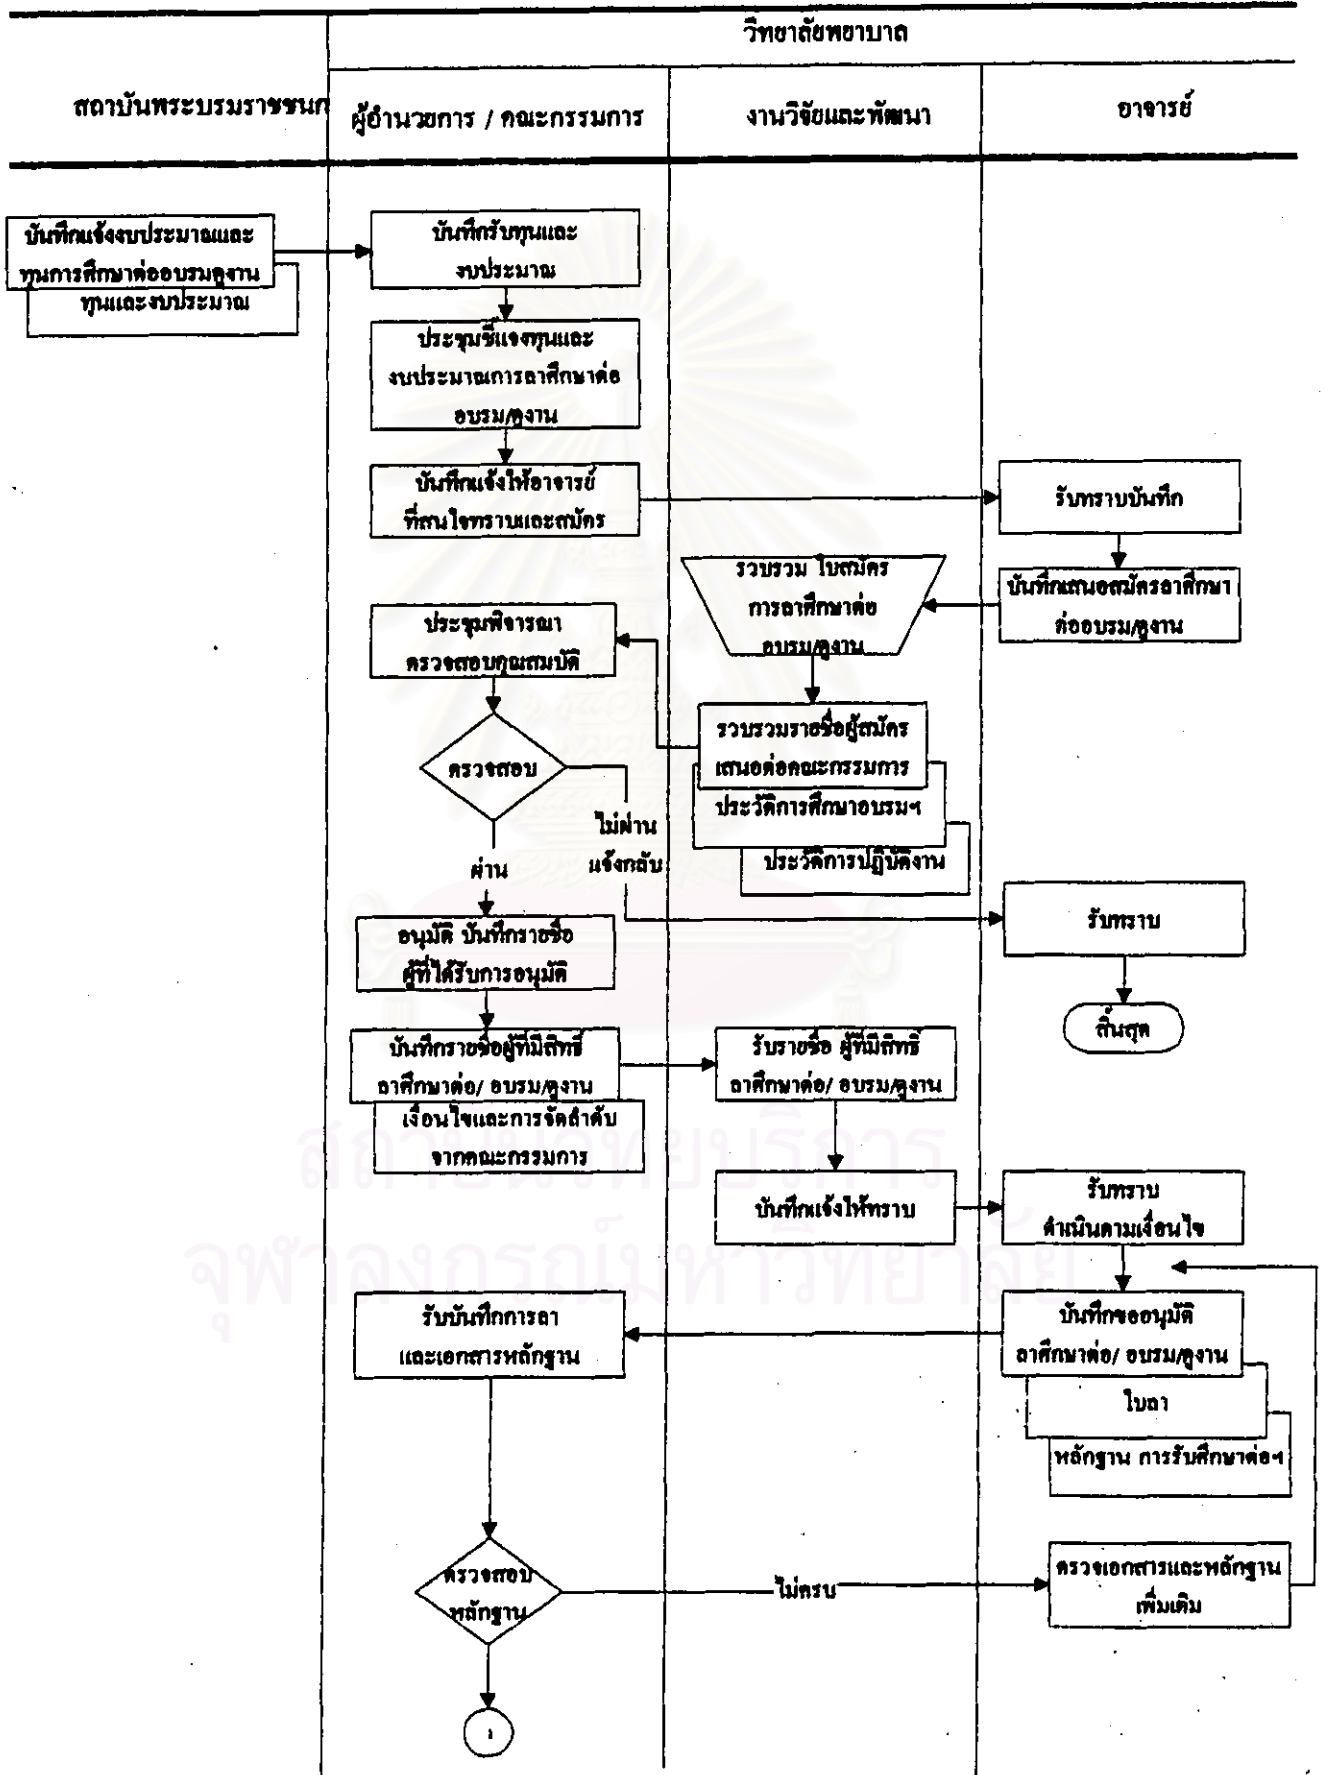 วิทยาลัยพยาบาล
สถาบันพระบรมราชชนก
ผู้อำนวยการ / คณะกรรมการ
งานวิจัยและพัฒนา
อาจารย์
บันทึกแจ้งงบประมาณและ
ทุนการศึกษาต่ออบรมดูงาน
ทุนและงบประมาณ
บันทึกรับทุนและ
งบประมาณ
ประชุมชี้แจงทุนและ
งบประมาณการลาศึกษาต่อ
อบรม/ดูงาน
บันทึกแจ้งให้อาจารย์
ที่สนใจทราบและสมัคร
รับทราบบันทึก
บันทึกเสนอสมัครลาศึกษา
ต่ออบรม/ดูงาน
รวบรวม ใบสมัคร
การลาศึกษาต่อ
อบรม/ดูงาน
ประชุมพิจารณา
ตรวจสอบคุณสมบัติ
รวบรวมรายชื่อผู้สมัคร
เสนอต่อคณะกรรมการ
ประวัติการศึกษาอบรมฯ
ประวัติการปฏิบัติงาน
ตรวจสอบ
ไม่ผ่าน
แจ้งกลับ
ผ่าน
รับทราบ
สิ้นสุด
อนุมัติ บันทึกรายชื่อ
ผู้ที่ได้รับการอนุมัติ
บันทึกรายชื่อผู้ที่มีสิทธิ์
ลาศึกษาต่อ/ อบรม/ดูงาน
เงื่อนไขและการจัดลำดับ
จากคณะกรรมการ
รับรายชื่อ ผู้ที่มีสิทธิ์
ลาศึกษาต่อ/ อบรม/ดูงาน
บันทึกแจ้งให้ทราบ
รับทราบ
ดำเนินตามเงื่อนไข
บันทึกขออนุมัติ
ลาศึกษาต่อ/ อบรม/ดูงาน
ใบลา
หลักฐาน การรับศึกษาต่อฯ
รับบันทึกการลา
และเอกสารหลักฐาน
ตรวจสอบ
หลักฐาน
ไม่ครบ
ตรวจเอกสารและหลักฐาน
เพิ่มเติม
สถาบันวิทยบริการ
จุฬาลงกรณ์มหาวิทยาลัย